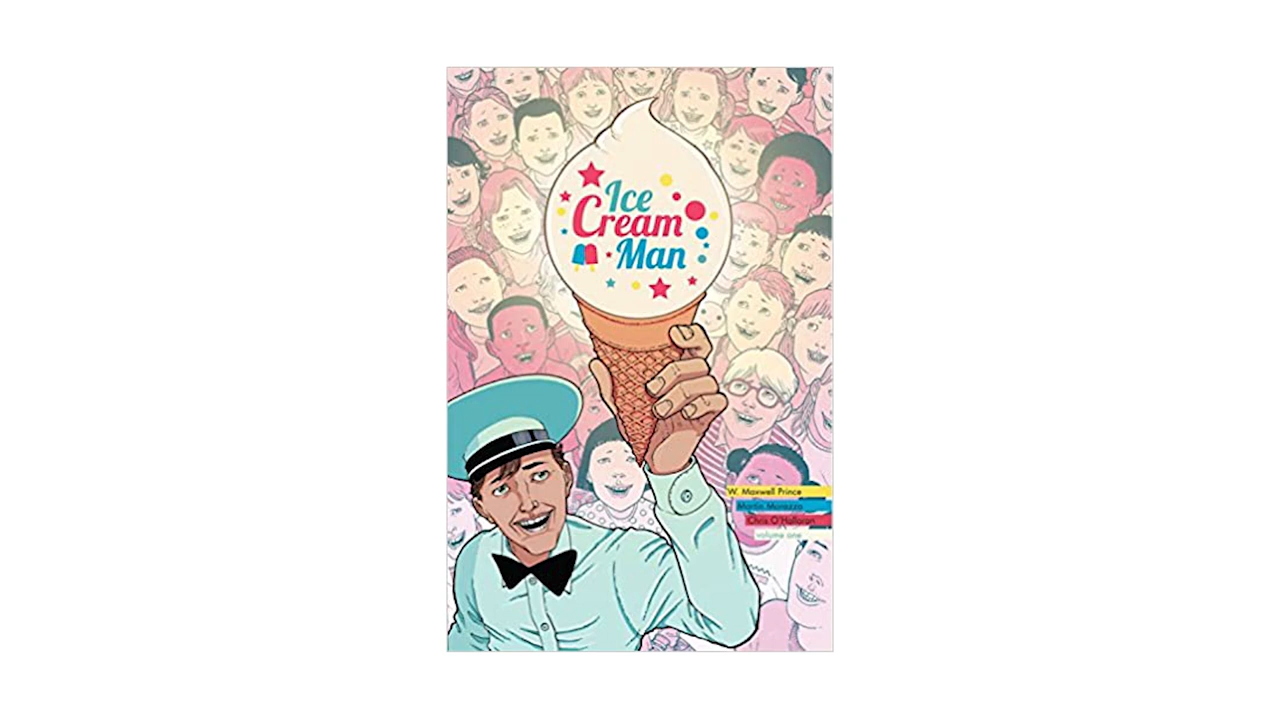 Ice
Cream
Man
W. Maxwell Prince
Martin Morazzo
Chris O'Halloran
volume one